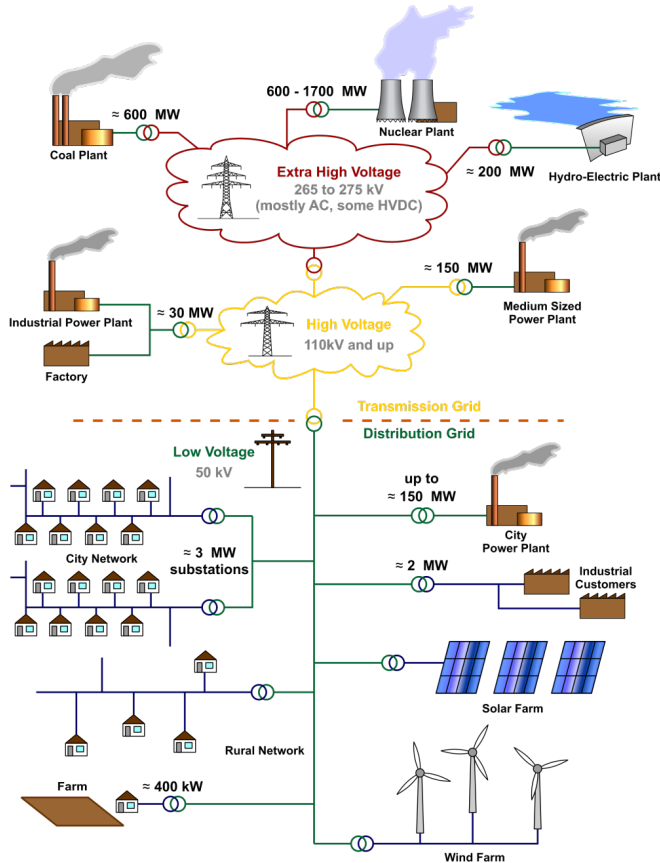 600 - 1700 MW
≈ 600 MW
Nuclear Plant
Coal Plant
Extra High Voltage
265 to 275 kV
(mostly AC, some HVDC)
≈ 200 MW
Hydro-Electric Plant
≈ 150 MW
≈ 30 MW
Medium Sized
Power Plant
Industrial Power Plant
High Voltage
110kV and up
Factory
Transmission Grid
Distribution Grid
Low Voltage
50 kV
up to
≈ 150 MW
City
Power Plant
City Network
≈ 3 MW
substations
≈ 2 MW
Industrial
Customers
Solar Farm
Rural Network
Farm
≈ 400 kW
Wind Farm